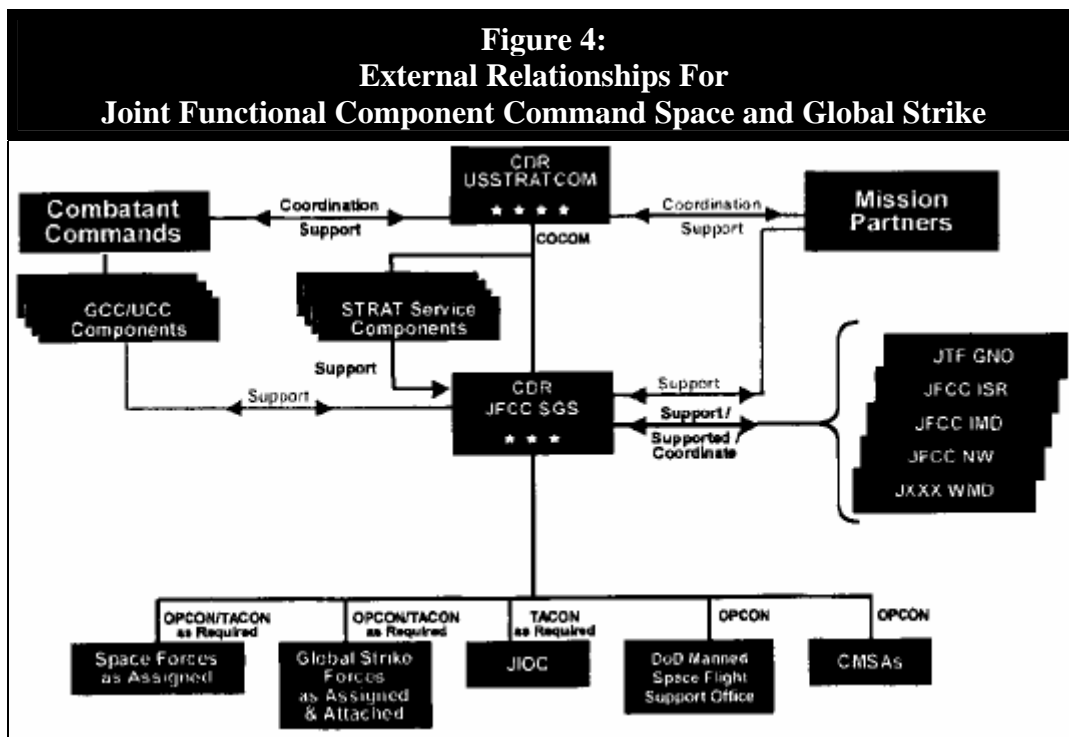 Figure 4:
External Relationships For
Joint Functional Component Command Space and Global Strike
CDR
USSTRATCOM
★ ★ ★ ★
Combatant
Commands
Coordination
Support
Coordination
Support
Mission
Partners
COCOM
GCC/UCC
Components
STRAT Service
Components
Support
Support
CDR
JFCC SGS
★ ★ ★
Support
Support /
Supported /
Coordinate
JTF GNO
JFCC ISR
JFCC IMD
JFCC NW
JXXX WMD
OPCON/TACON
as Required
OPCON/TACON
as Required
TACON
as Required
OPCON
OPCON
Space Forces
as Assigned
Global Strike
Forces
as Assigned
& Attached
JIOC
DoD Manned
Space Flight
Support Office
CMSAs